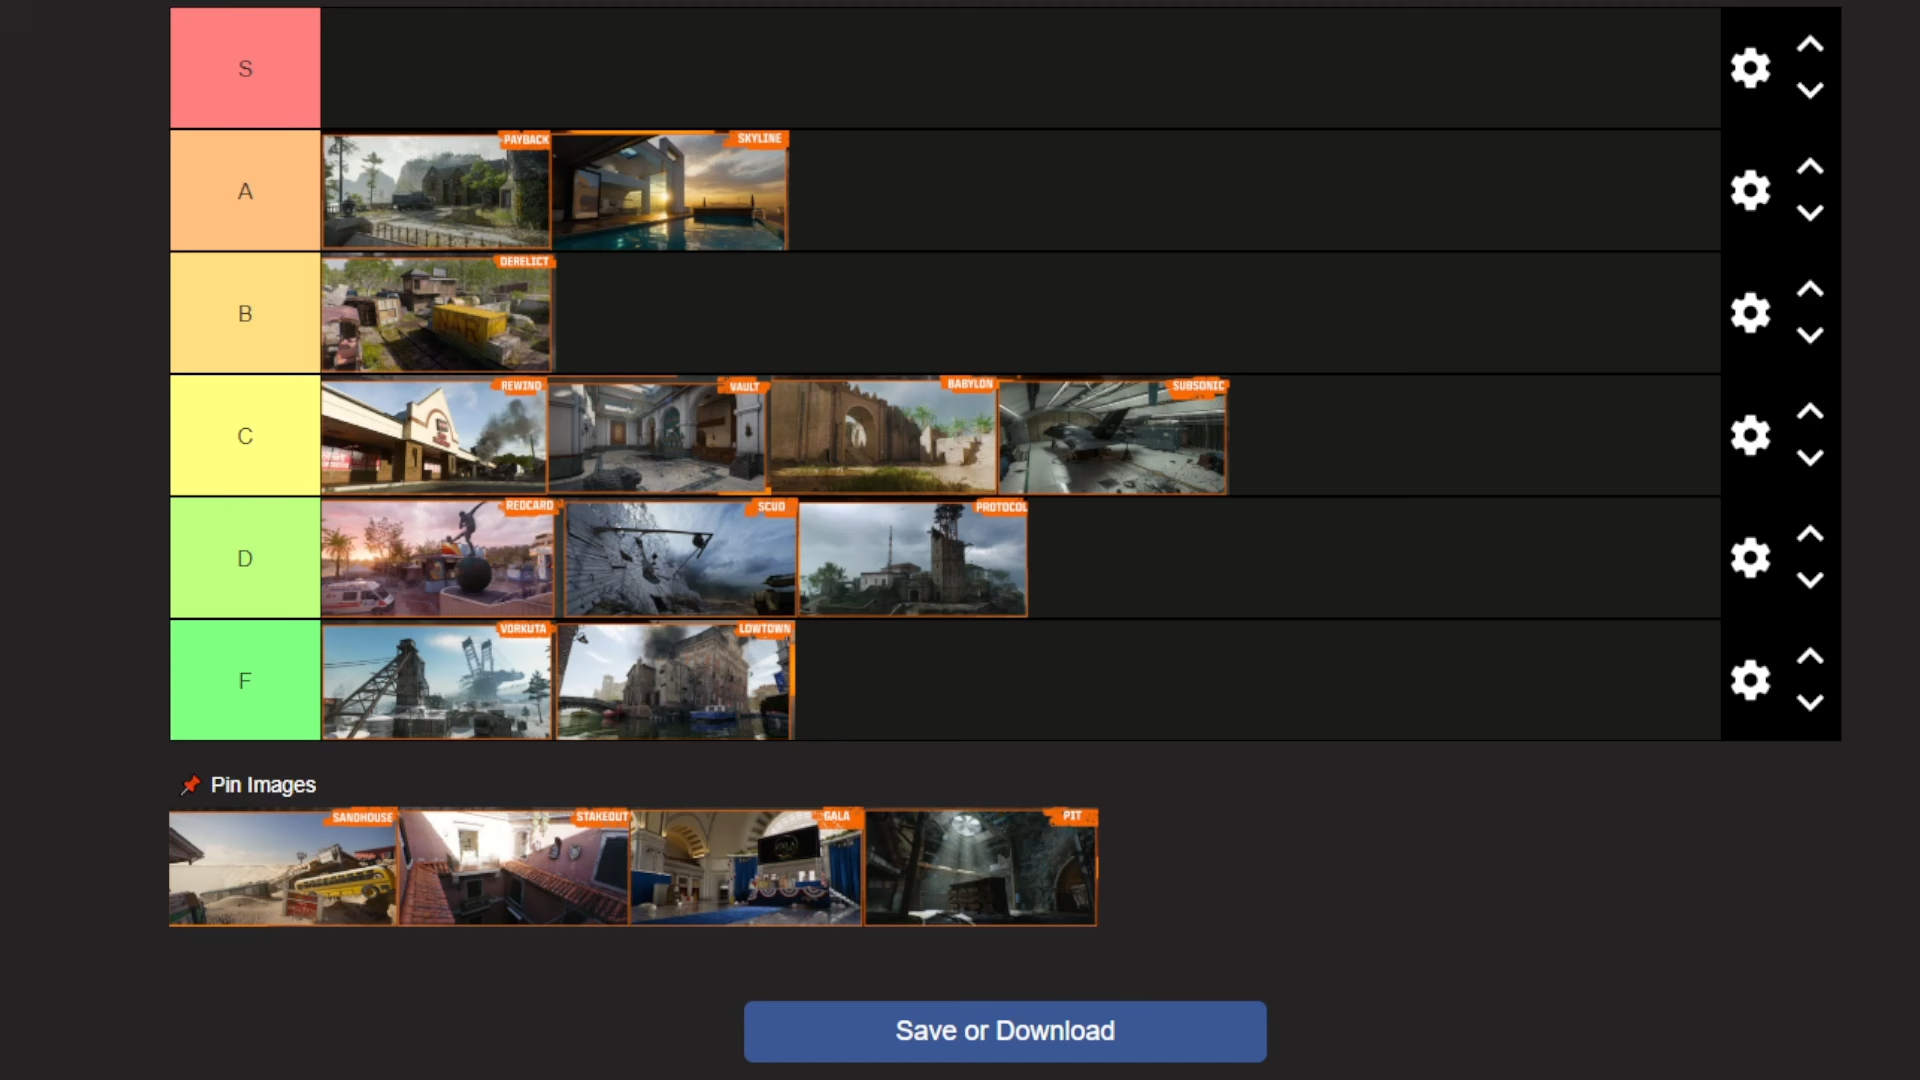 S
A
PAYBACK
SKYLINE
B
DERELICT
C
REWIND
VAULT
BABYLON
SUBSONIC
D
REDCARD
SCUD
PROTOCOL
F
VORKUTA
LOWTOWN
Pin Images
SANDHOUSE
STAKEOUT
GALA
PIT
Save or Download